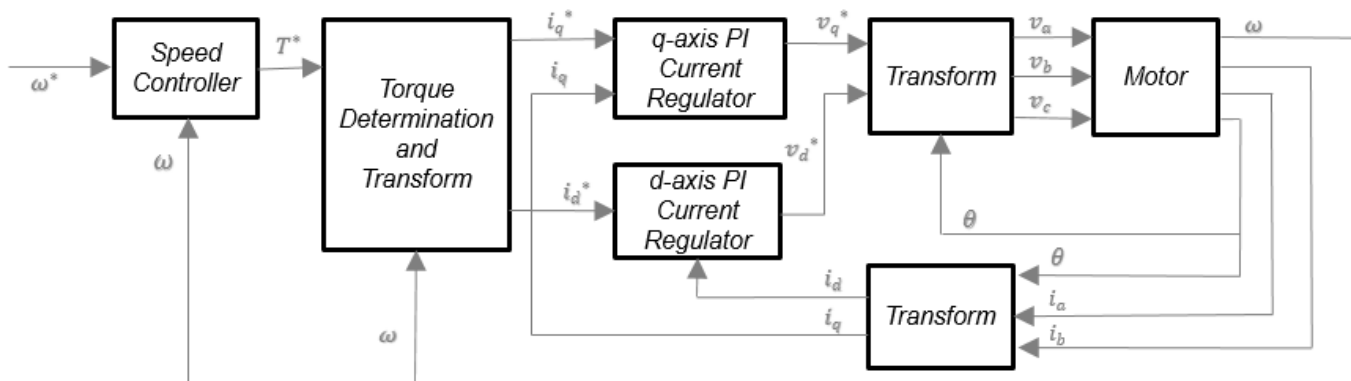 ω*
Speed
Controller
T*
ω
Torque
Determination
and
Transform
i_q*
i_q
q-axis PI
Current
Regulator
v_q*
i_d*
d-axis PI
Current
Regulator
v_d*
Transform
v_a
v_b
v_c
Motor
ω
θ
θ
i_a
i_b
Transform
i_d
i_q
ω